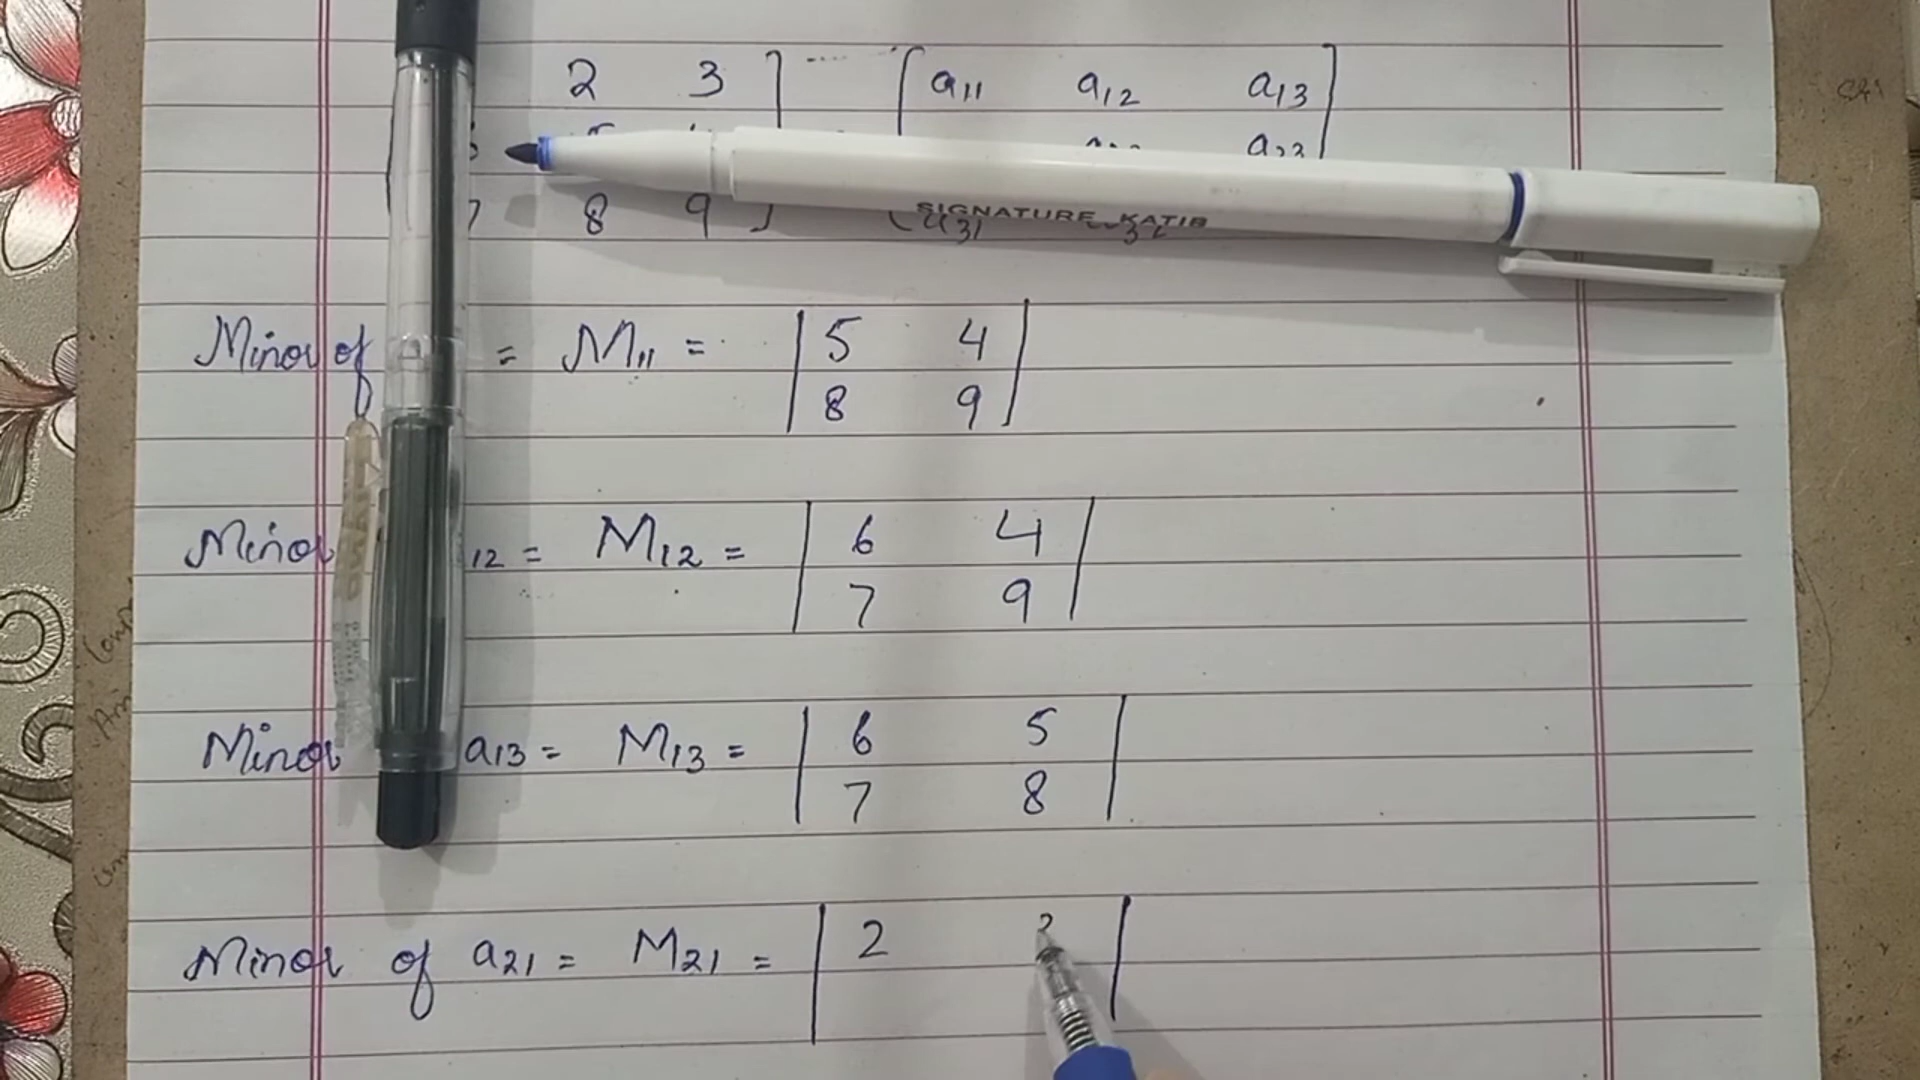 2 3 ] [ a11 a12 a13 ]
a23
7 8 9
SIGNATURE KATIB
Minor of = M11 = | 5 4 |
| 8 9 |
Minor 12 = M12 = | 6 4 |
| 7 9 |
Minor a13 = M13 = | 6 5 |
| 7 8 |
Minor of a21 = M21 = | 2 |